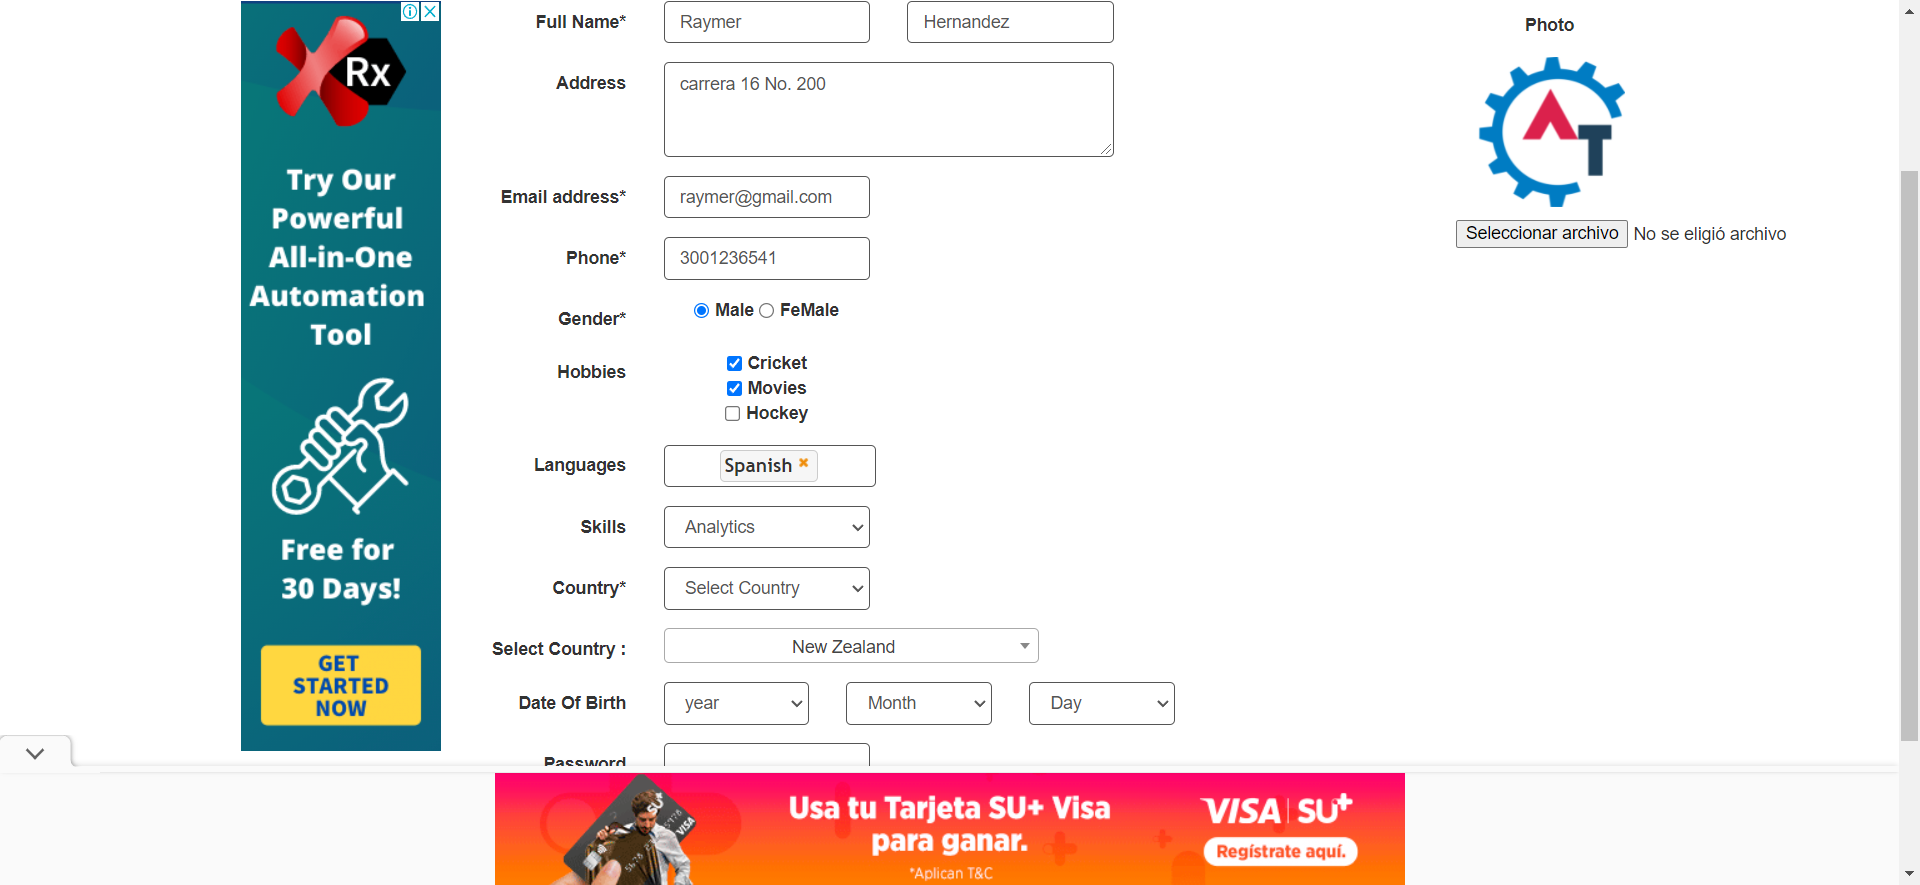 Rx
Try Our
Powerful
All-in-One
Automation
Tool
Free for
30 Days!
GET
STARTED
NOW
Full Name* Raymer Hernandez
Address carrera 16 No. 200
Email address* raymer@gmail.com
Phone* 3001236541
Gender* Male FeMale
Hobbies Cricket
Movies
Hockey
Languages Spanish
Skills Analytics
Country* Select Country
Select Country : New Zealand
Date Of Birth year Month Day
Password
Photo
AT
Seleccionar archivo No se eligió archivo
SU+
VISA
Usa tu Tarjeta SU+ Visa
para ganar.
*Aplican T&C
VISA | SU+
Regístrate aquí.